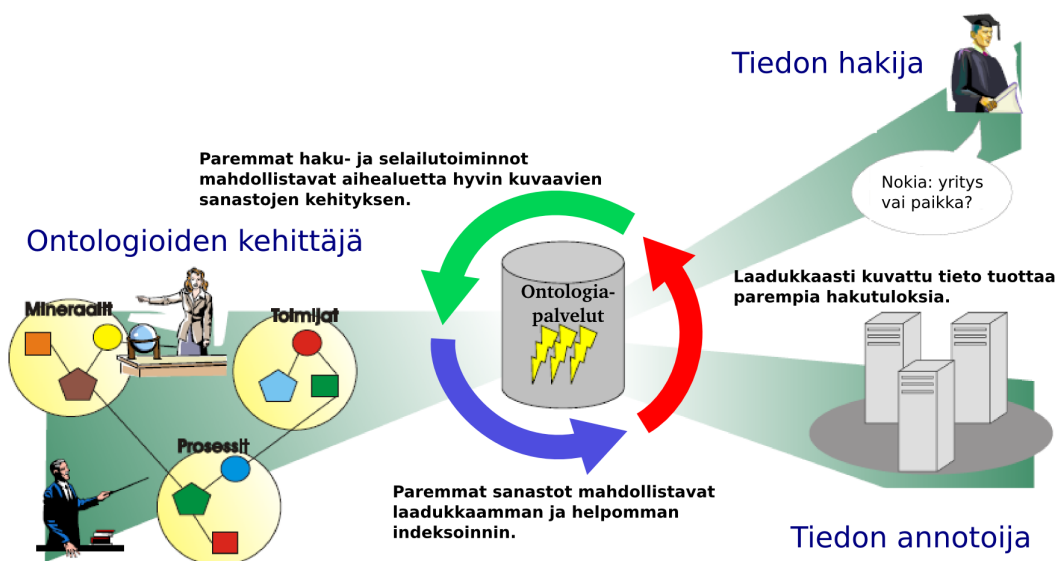 Tiedon hakija
Paremmat haku- ja selailutoiminnot
mahdollistavat aihealuetta hyvin kuvaavien
sanastojen kehityksen.
Nokia: yritys
vai paikka?
Ontologioiden kehittäjä
Laadukkaasti kuvattu tieto tuottaa
parempia hakutuloksia.
Ontologia-
palvelut
Mineraalit
Toimijat
Prosessit
Paremmat sanastot mahdollistavat
laadukkaamman ja helpomman
indeksoinnin.
Tiedon annotoija